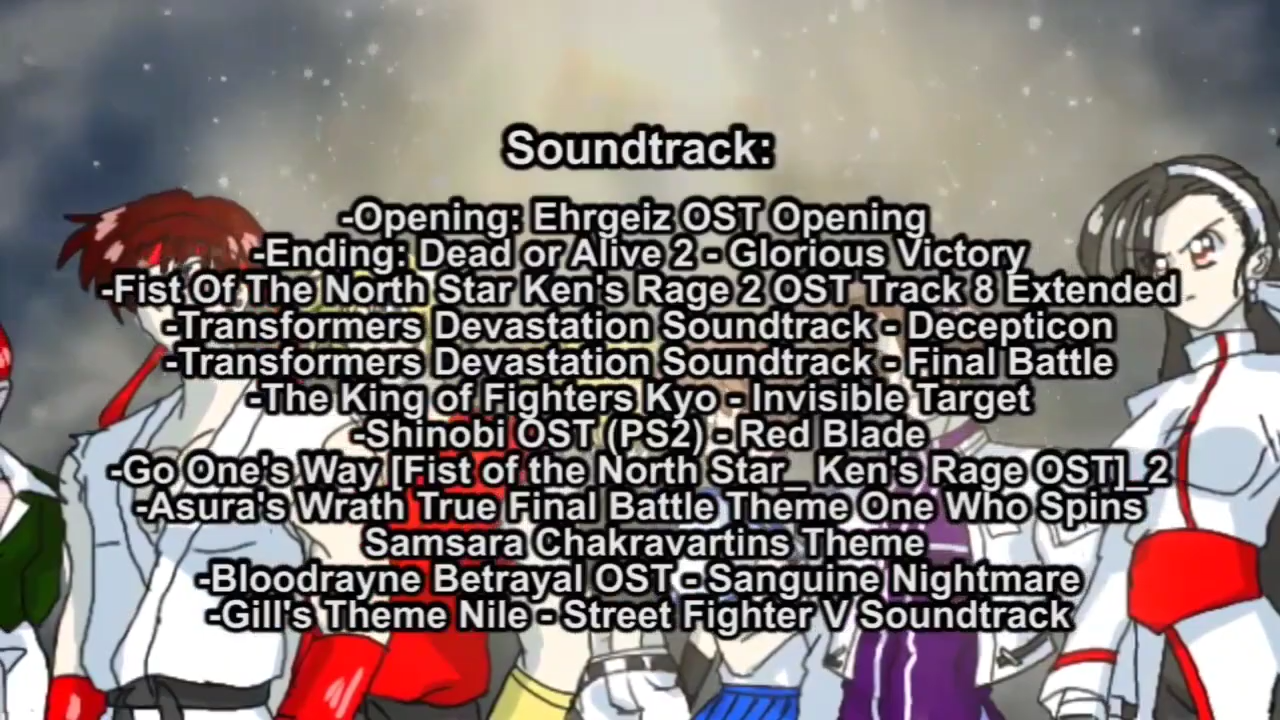 Soundtrack:
-Opening: Ehrgeiz OST Opening
-Ending: Dead or Alive 2 - Glorious Victory
-Fist Of The North Star Ken's Rage 2 OST Track 8 Extended
-Transformers Devastation Soundtrack - Decepticon
-Transformers Devastation Soundtrack - Final Battle
-The King of Fighters Kyo - Invisible Target
-Shinobi OST (PS2) - Red Blade
-Go One's Way [Fist of the North Star_ Ken's Rage OST]_2
-Asura's Wrath True Final Battle Theme One Who Spins
Samsara Chakravartins Theme
-Bloodrayne Betrayal OST - Sanguine Nightmare
-Gill's Theme Nile - Street Fighter V Soundtrack